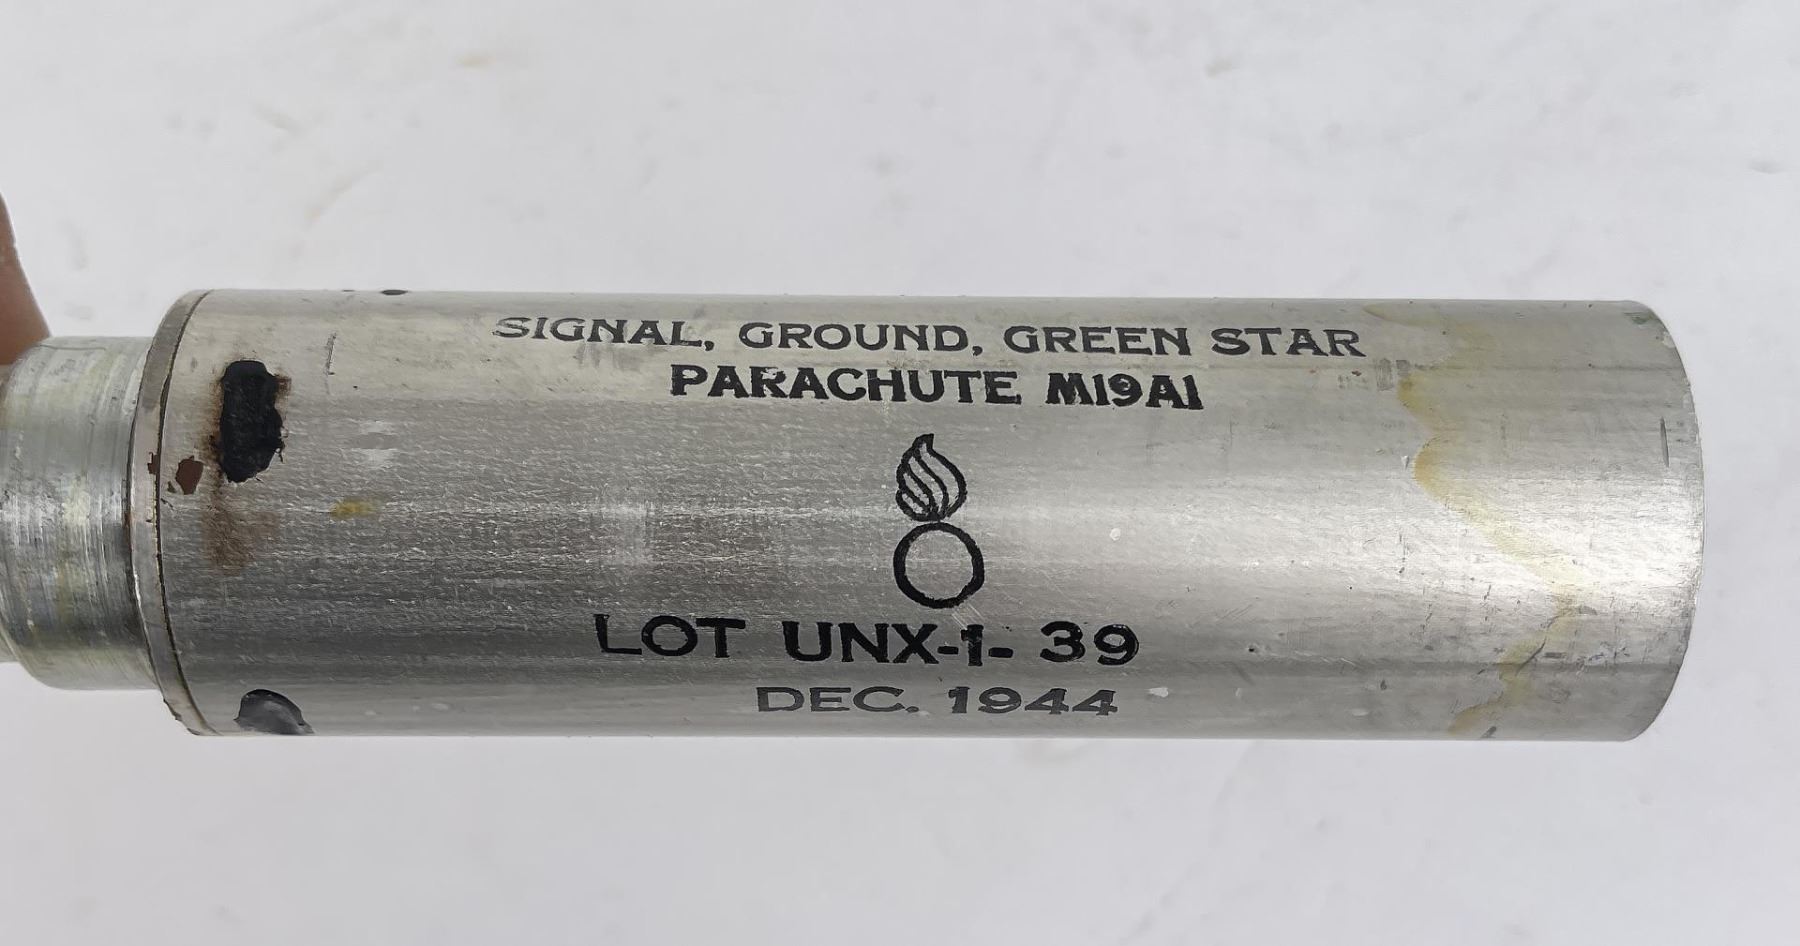 SIGNAL, GROUND, GREEN STAR
PARACHUTE M19A1
LOT UNX-1- 39
DEC. 1944